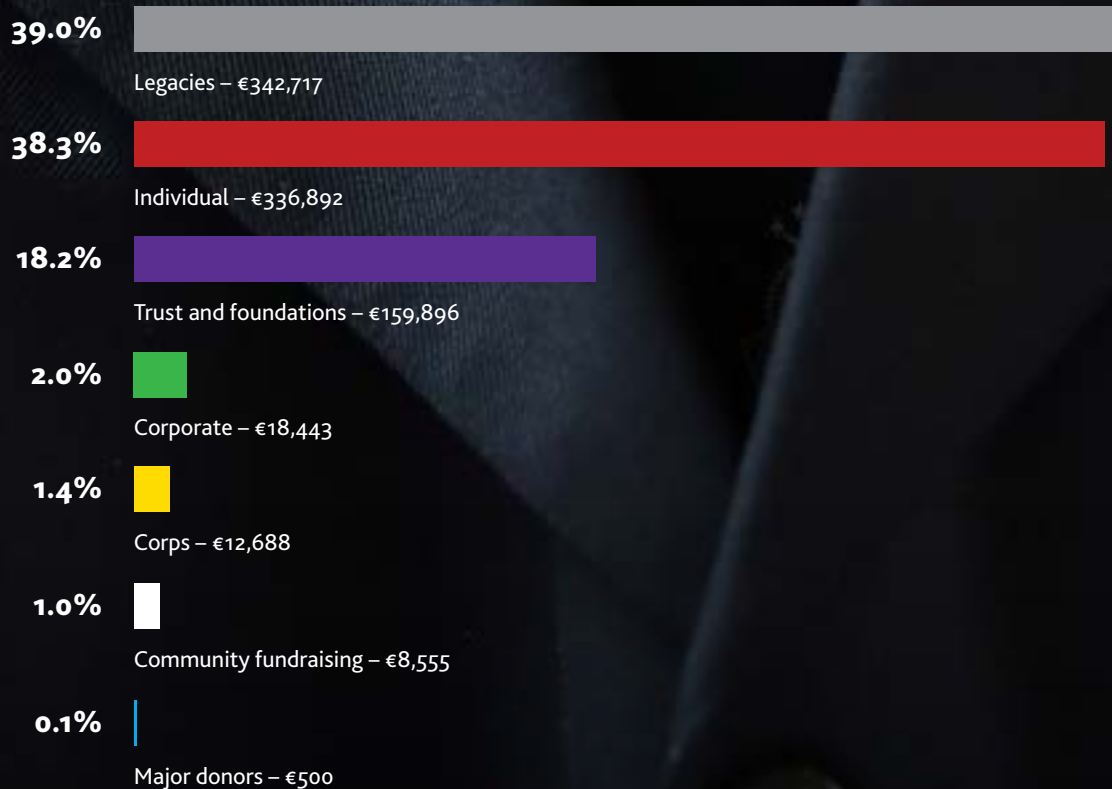 39.0%
Legacies – €342,717
38.3%
Individual – €336,892
18.2%
Trust and foundations – €159,896
2.0%
Corporate – €18,443
1.4%
Corps – €12,688
1.0%
Community fundraising – €8,555
0.1%
Major donors – €500